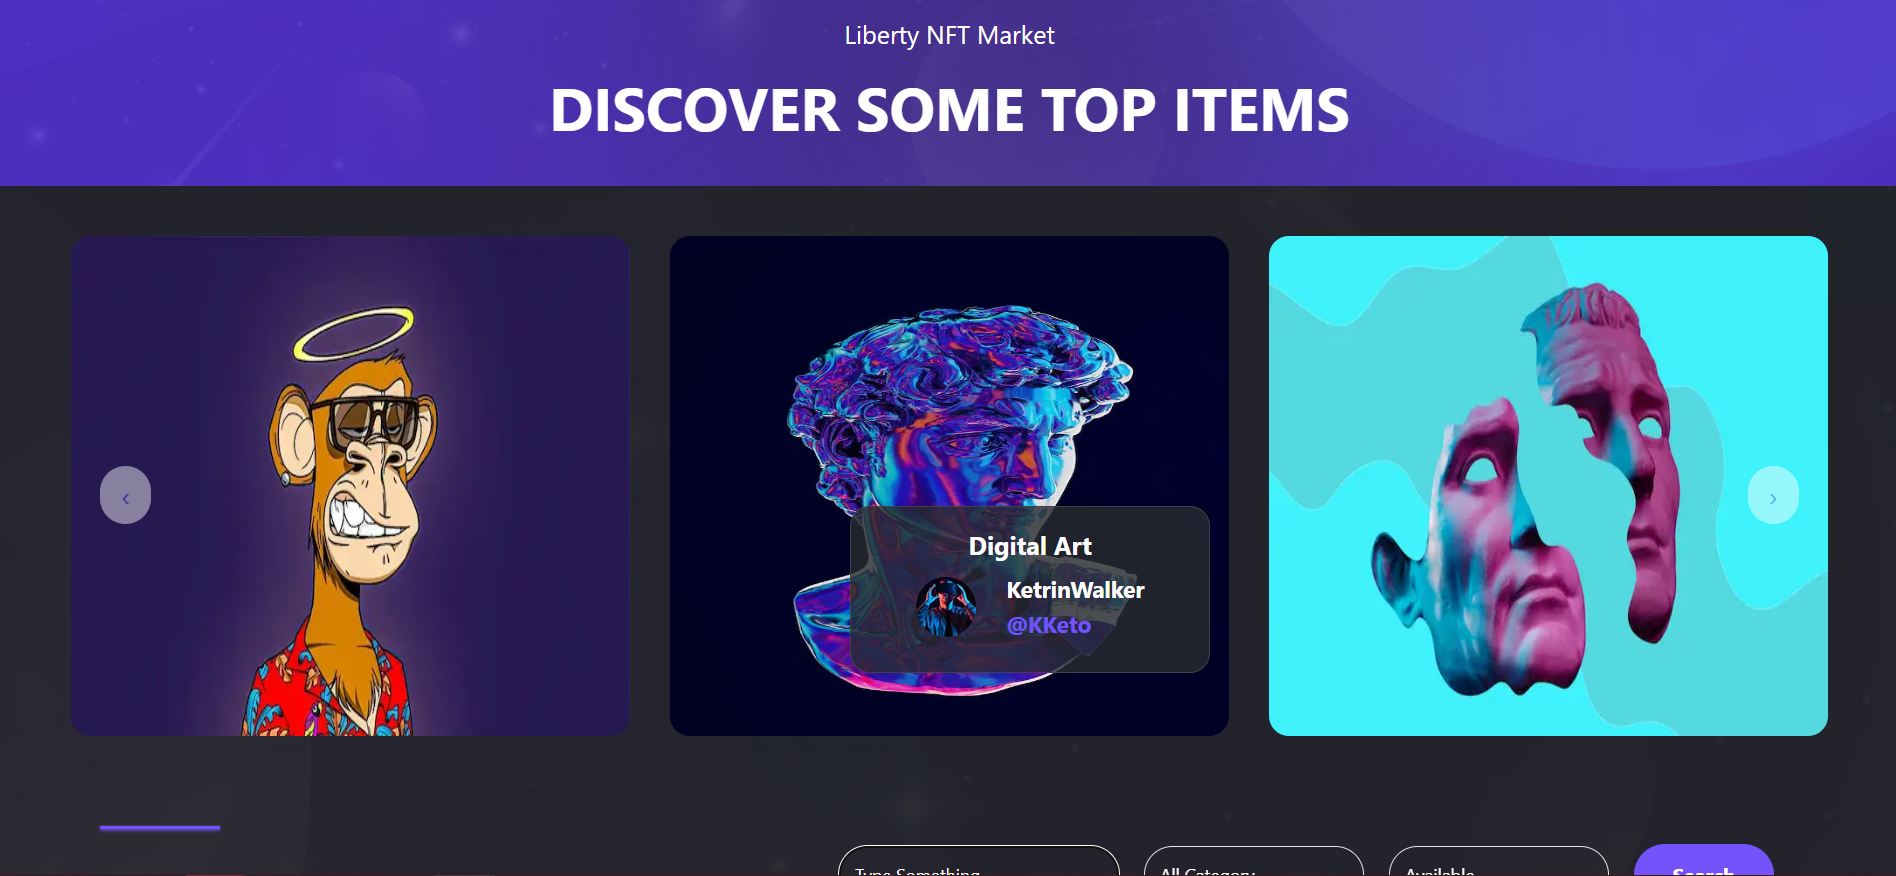 Liberty NFT Market
DISCOVER SOME TOP ITEMS
‹
›
Digital Art
KetrinWalker
@KKeto
Type Something
All Category
Available
Search